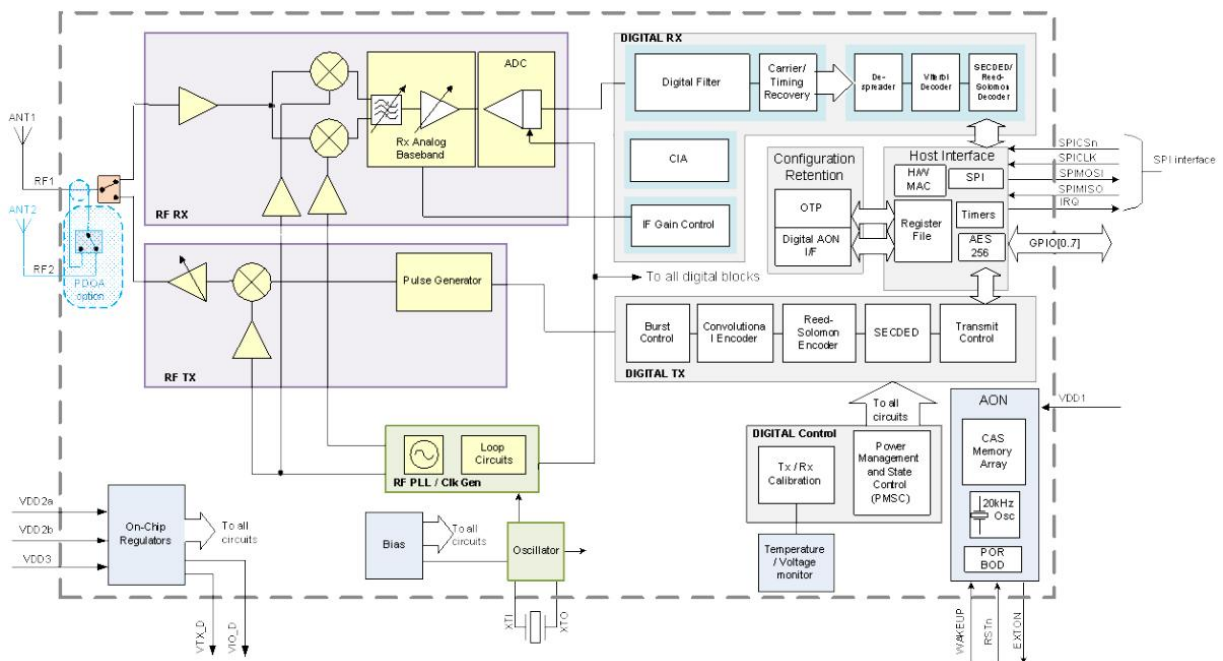 DIGITAL RX
ADC
Digital Filter
Carrier/
Timing
Recovery
De-
spreader
Viterbi
Decoder
SECDED/
Reed-
Solomon
Decoder
ANT1
Rx Analog
Baseband
CIA
Configuration
Retention
Host Interface
H/W
MAC
SPI
SPICSn
SPICLK
SPIMOSI
SPIMISO
IRQ
SPI interface
RF1
ANT2
RF RX
IF Gain Control
OTP
Digital AON
I/F
Register
File
Timers
AES
256
GPIO[0.7]
RF2
PDOA
option
Pulse Generator
To all digital blocks
Burst
Control
Convolutiona
l Encoder
Reed-
Solomon
Encoder
SECDED
Transmit
Control
RF TX
DIGITAL TX
To all
circuits
AON
VDD1
DIGITAL Control
Loop
Circuits
RF PLL / Clk Gen
Tx / Rx
Calibration
Power
Management
and State
Control
(PMSC)
CAS
Memory
Array
VDD2a
VDD2b
VDD3
On-Chip
Regulators
To all
circuits
Bias
To all
circuits
Oscillator
Temperature
/ Voltage
monitor
20kHz
Osc
POR
BOD
XTI
XTO
VTX_D
VIO_D
WAKEUP
RSTn
EXTON